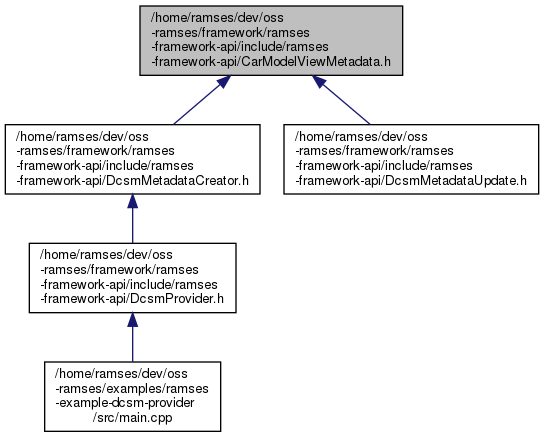 /home/ramses/dev/oss
-ramses/framework/ramses
-framework-api/include/ramses
-framework-api/CarModelViewMetadata.h
/home/ramses/dev/oss
-ramses/framework/ramses
-framework-api/include/ramses
-framework-api/DcsmMetadataCreator.h
/home/ramses/dev/oss
-ramses/framework/ramses
-framework-api/include/ramses
-framework-api/DcsmMetadataUpdate.h
/home/ramses/dev/oss
-ramses/framework/ramses
-framework-api/include/ramses
-framework-api/DcsmProvider.h
/home/ramses/dev/oss
-ramses/examples/ramses
-example-dcsm-provider
/src/main.cpp